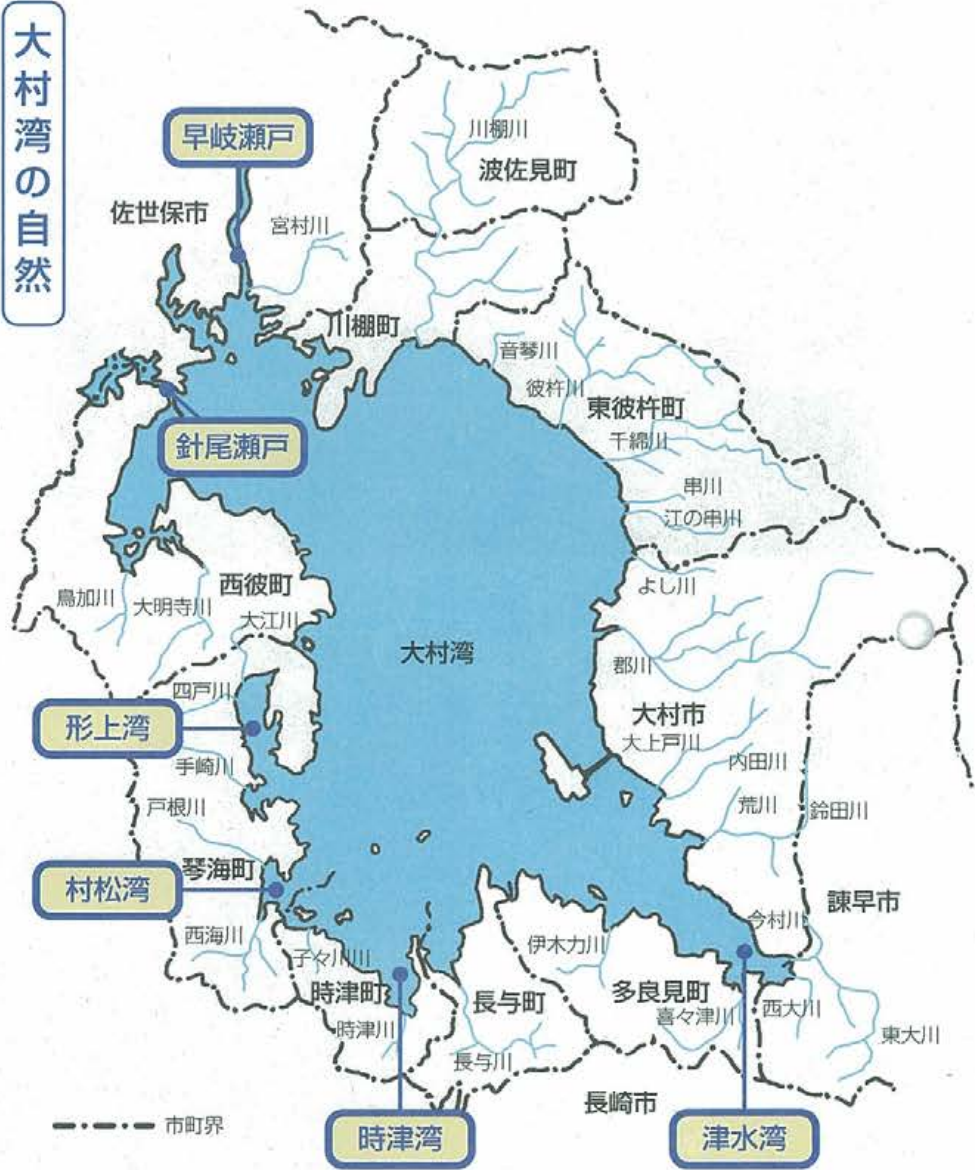 大村湾の自然
早岐瀬戸
佐世保市
宮村川
川棚川
波佐見町
川棚町
音琴川
彼杵川
東彼杵町
千綿川
串川
江の串川
針尾瀬戸
西彼町
鳥加川
大明寺川
大江川
よし川
郡川
大村湾
大村市
大上戸川
内田川
荒川
鈴田川
四戸川
形上湾
手崎川
戸根川
琴海町
村松湾
西海川
子々川川
時津町
時津川
長与町
長与川
伊木力川
多良見町
喜々津川
今村川
諫早市
西大川
東大川
長崎市
市町界
時津湾
津水湾